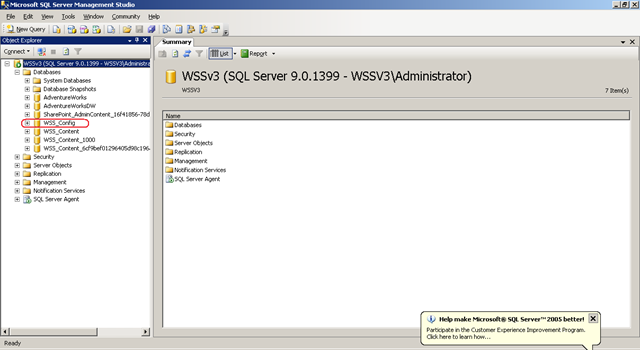 Microsoft SQL Server Management Studio
File Edit View Tools Window Community Help
New Query
Object Explorer
Connect
WSSv3 (SQL Server 9.0.1399 - WSSV3\Administra
Databases
System Databases
Database Snapshots
AdventureWorks
AdventureWorksDW
SharePoint_AdminContent_16f41856-78d
WSS_Config
WSS_Content
WSS_Content_1000
WSS_Content_6cf9bef01296405d98c196a
Security
Server Objects
Replication
Management
Notification Services
SQL Server Agent
Summary
List Report
WSSv3 (SQL Server 9.0.1399 - WSSV3\Administrator)
WSSV3
7 Item(s)
Name
Databases
Security
Server Objects
Replication
Management
Notification Services
SQL Server Agent
Help make Microsoft® SQL Server™ 2005 better!
Participate in the Customer Experience Improvement Program.
Click here to learn how...
Ready